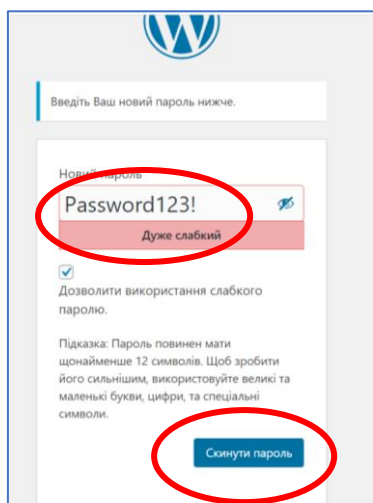 Введіть Ваш новий пароль нижче.
Новий пароль
Password123!
Дуже слабкий
Дозволити використання слабкого
паролю.
Підказка: Пароль повинен мати
щонайменше 12 символів. Щоб зробити
його сильнішим, використовуйте великі та
маленькі букви, цифри, та спеціальні
символи.
Скинути пароль